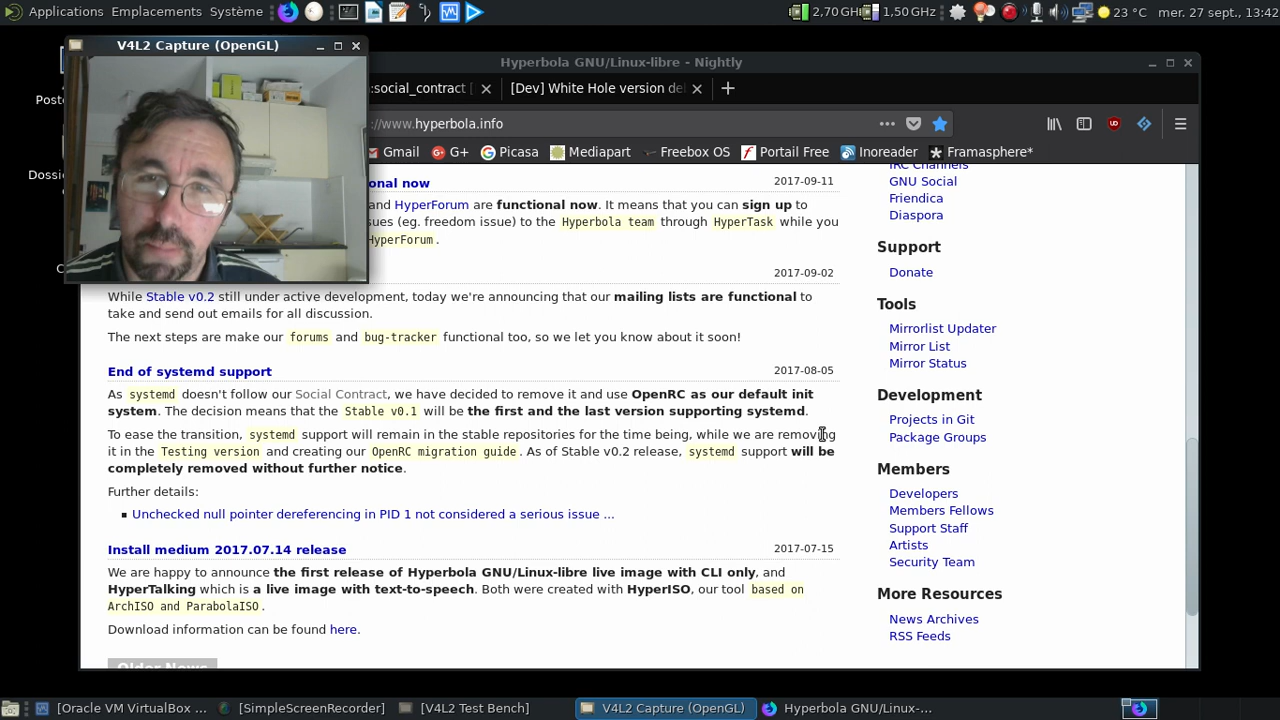 Applications Emplacements Système 2,70 GHz 1,50 GHz 23 °C mer. 27 sept., 13:42
V4L2 Capture (OpenGL)
Hyperbola GNU/Linux-libre - Nightly
:social_contract [Dev] White Hole version de
://www.hyperbola.info
Gmail G+ Picasa Mediapart Freebox OS Portail Free Inoreader Framasphere*
onal now 2017-09-11
and HyperForum are functional now. It means that you can sign up to
sues (eg. freedom issue) to the Hyperbola team through HyperTask while you
HyperForum.
2017-09-02
While Stable v0.2 still under active development, today we're announcing that our mailing lists are functional to
take and send out emails for all discussion.
The next steps are make our forums and bug-tracker functional too, so we let you know about it soon!
End of systemd support 2017-08-05
As systemd doesn't follow our Social Contract, we have decided to remove it and use OpenRC as our default init
system. The decision means that the Stable v0.1 will be the first and the last version supporting systemd.
To ease the transition, systemd support will remain in the stable repositories for the time being, while we are removing
it in the Testing version and creating our OpenRC migration guide. As of Stable v0.2 release, systemd support will be
completely removed without further notice.
Further details:
Unchecked null pointer dereferencing in PID 1 not considered a serious issue ...
Install medium 2017.07.14 release 2017-07-15
We are happy to announce the first release of Hyperbola GNU/Linux-libre live image with CLI only, and
HyperTalking which is a live image with text-to-speech. Both were created with HyperISO, our tool based on
ArchISO and ParabolaISO.
Download information can be found here.
Older News
IRC Channels
GNU Social
Friendica
Diaspora
Support
Donate
Tools
Mirrorlist Updater
Mirror List
Mirror Status
Development
Projects in Git
Package Groups
Members
Developers
Members Fellows
Support Staff
Artists
Security Team
More Resources
News Archives
RSS Feeds
Poste
Dossie
C
[Oracle VM VirtualBox ... [SimpleScreenRecorder] [V4L2 Test Bench] V4L2 Capture (OpenGL) Hyperbola GNU/Linux-...